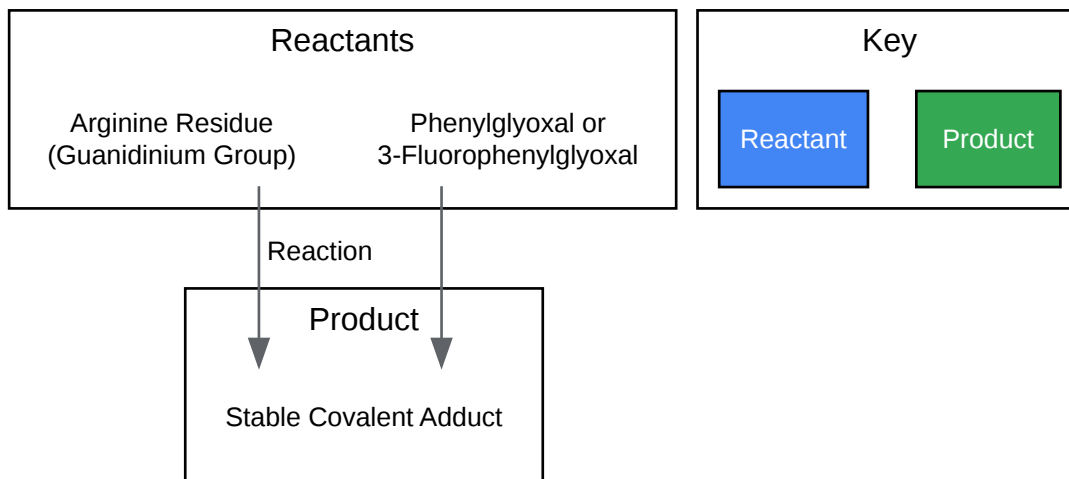 Reactants
Arginine Residue
(Guanidinium Group)
Phenylglyoxal or
3-Fluorophenylglyoxal
Key
Reactant
Product
Reaction
Product
Stable Covalent Adduct